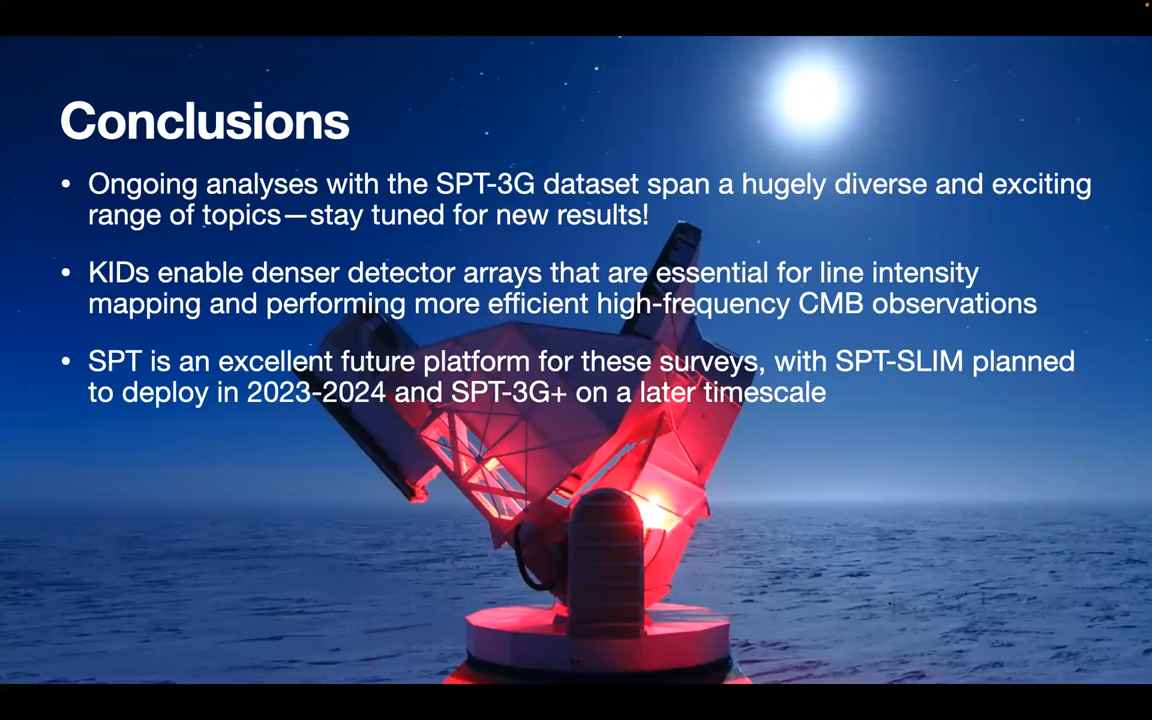 Conclusions
• Ongoing analyses with the SPT-3G dataset span a hugely diverse and exciting
range of topics—stay tuned for new results!
• KIDs enable denser detector arrays that are essential for line intensity
mapping and performing more efficient high-frequency CMB observations
• SPT is an excellent future platform for these surveys, with SPT-SLIM planned
to deploy in 2023-2024 and SPT-3G+ on a later timescale